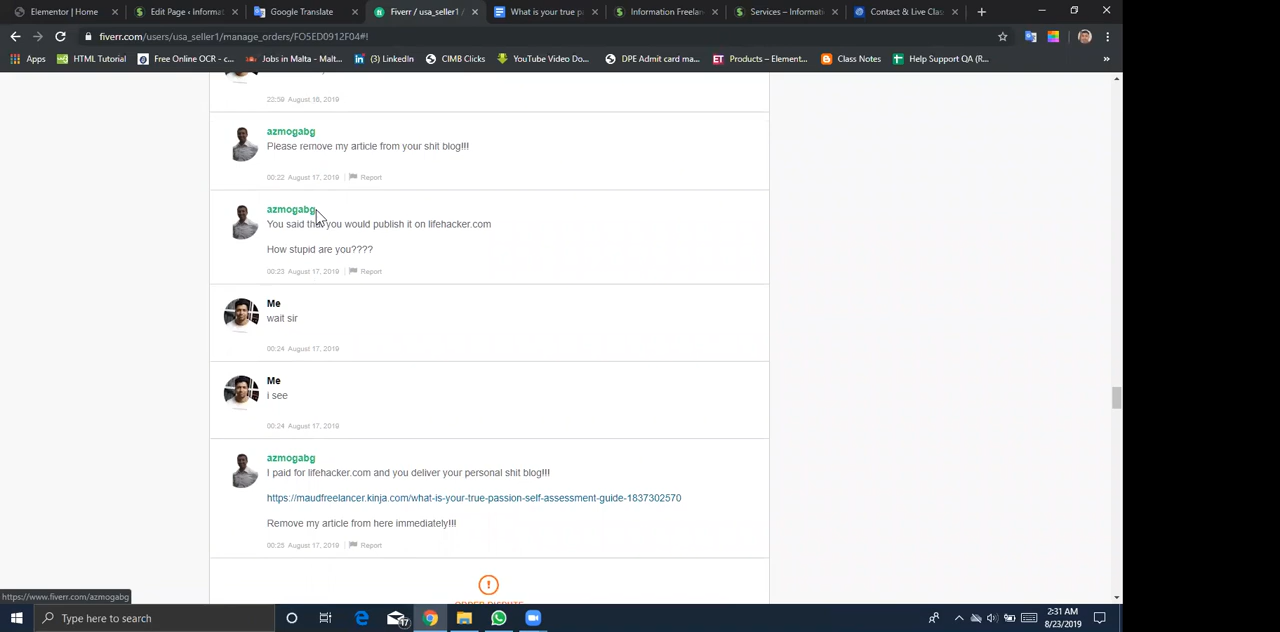 Elementor | Home
Edit Page ‹ Informat
Google Translate
Fiverr / usa_seller1 /
What is your true p
Information Freelan
Services – Informati
Contact & Live Clas
fiverr.com/users/usa_seller1/manage_orders/FO5ED0912F04#!
Apps
HTML Tutorial
Free Online OCR - c...
Jobs in Malta - Malt...
(3) LinkedIn
CIMB Clicks
YouTube Video Do...
DPE Admit card ma...
Products – Element...
Class Notes
Help Support QA (R...
22:59 August 16, 2019
azmogabg
Please remove my article from your shit blog!!!
00:22 August 17, 2019 | Report
azmogabg
You said that you would publish it on lifehacker.com
How stupid are you????
00:23 August 17, 2019 | Report
Me
wait sir
00:24 August 17, 2019
Me
i see
00:24 August 17, 2019
azmogabg
I paid for lifehacker.com and you deliver your personal shit blog!!!
https://maudfreelancer.kinja.com/what-is-your-true-passion-self-assessment-guide-1837302570
Remove my article from here immediately!!!
00:25 August 17, 2019 | Report
ORDER DISPUTE
https://www.fiverr.com/azmogabg
Type here to search
17
2:31 AM
8/23/2019